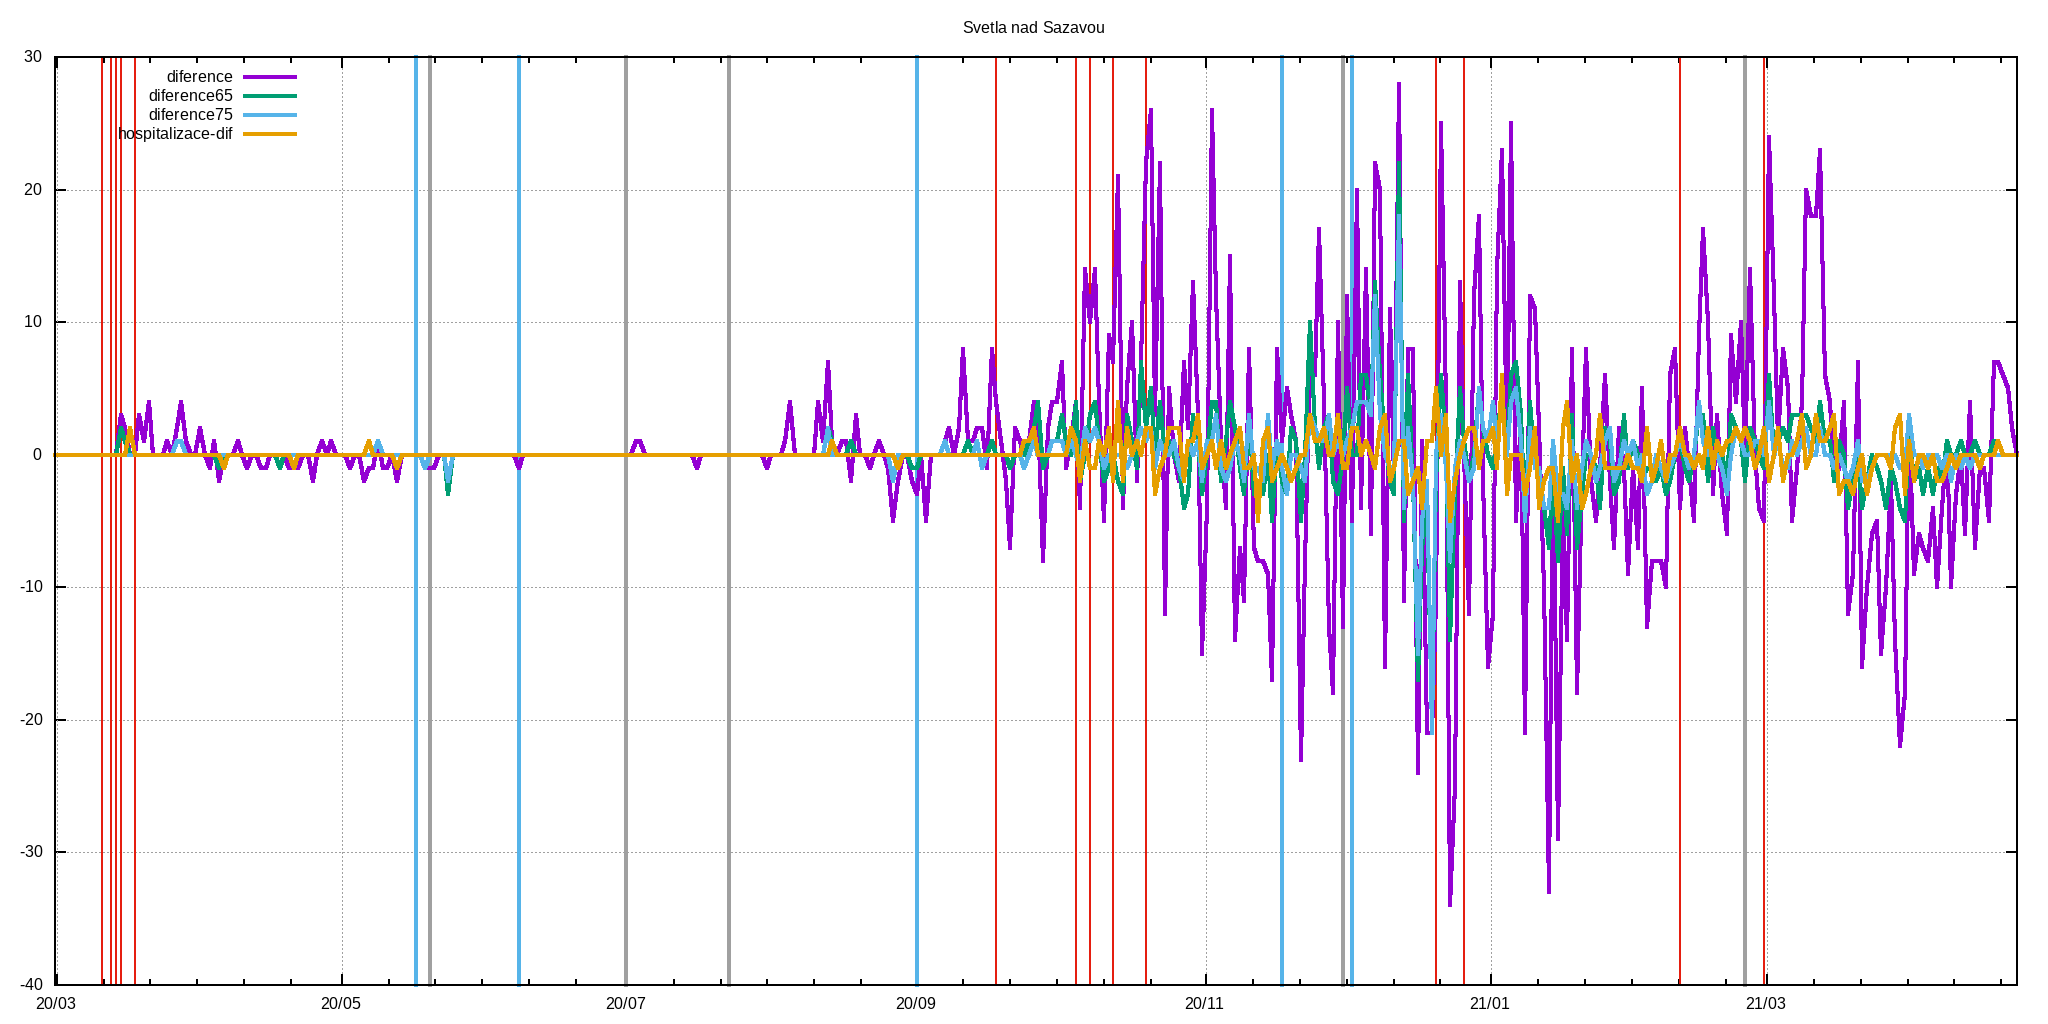 Svetla nad Sazavou
diference
diference65
diference75
hospitalizace-dif
30
20
10
0
-10
-20
-30
-40
20/03 20/05 20/07 20/09 20/11 21/01 21/03